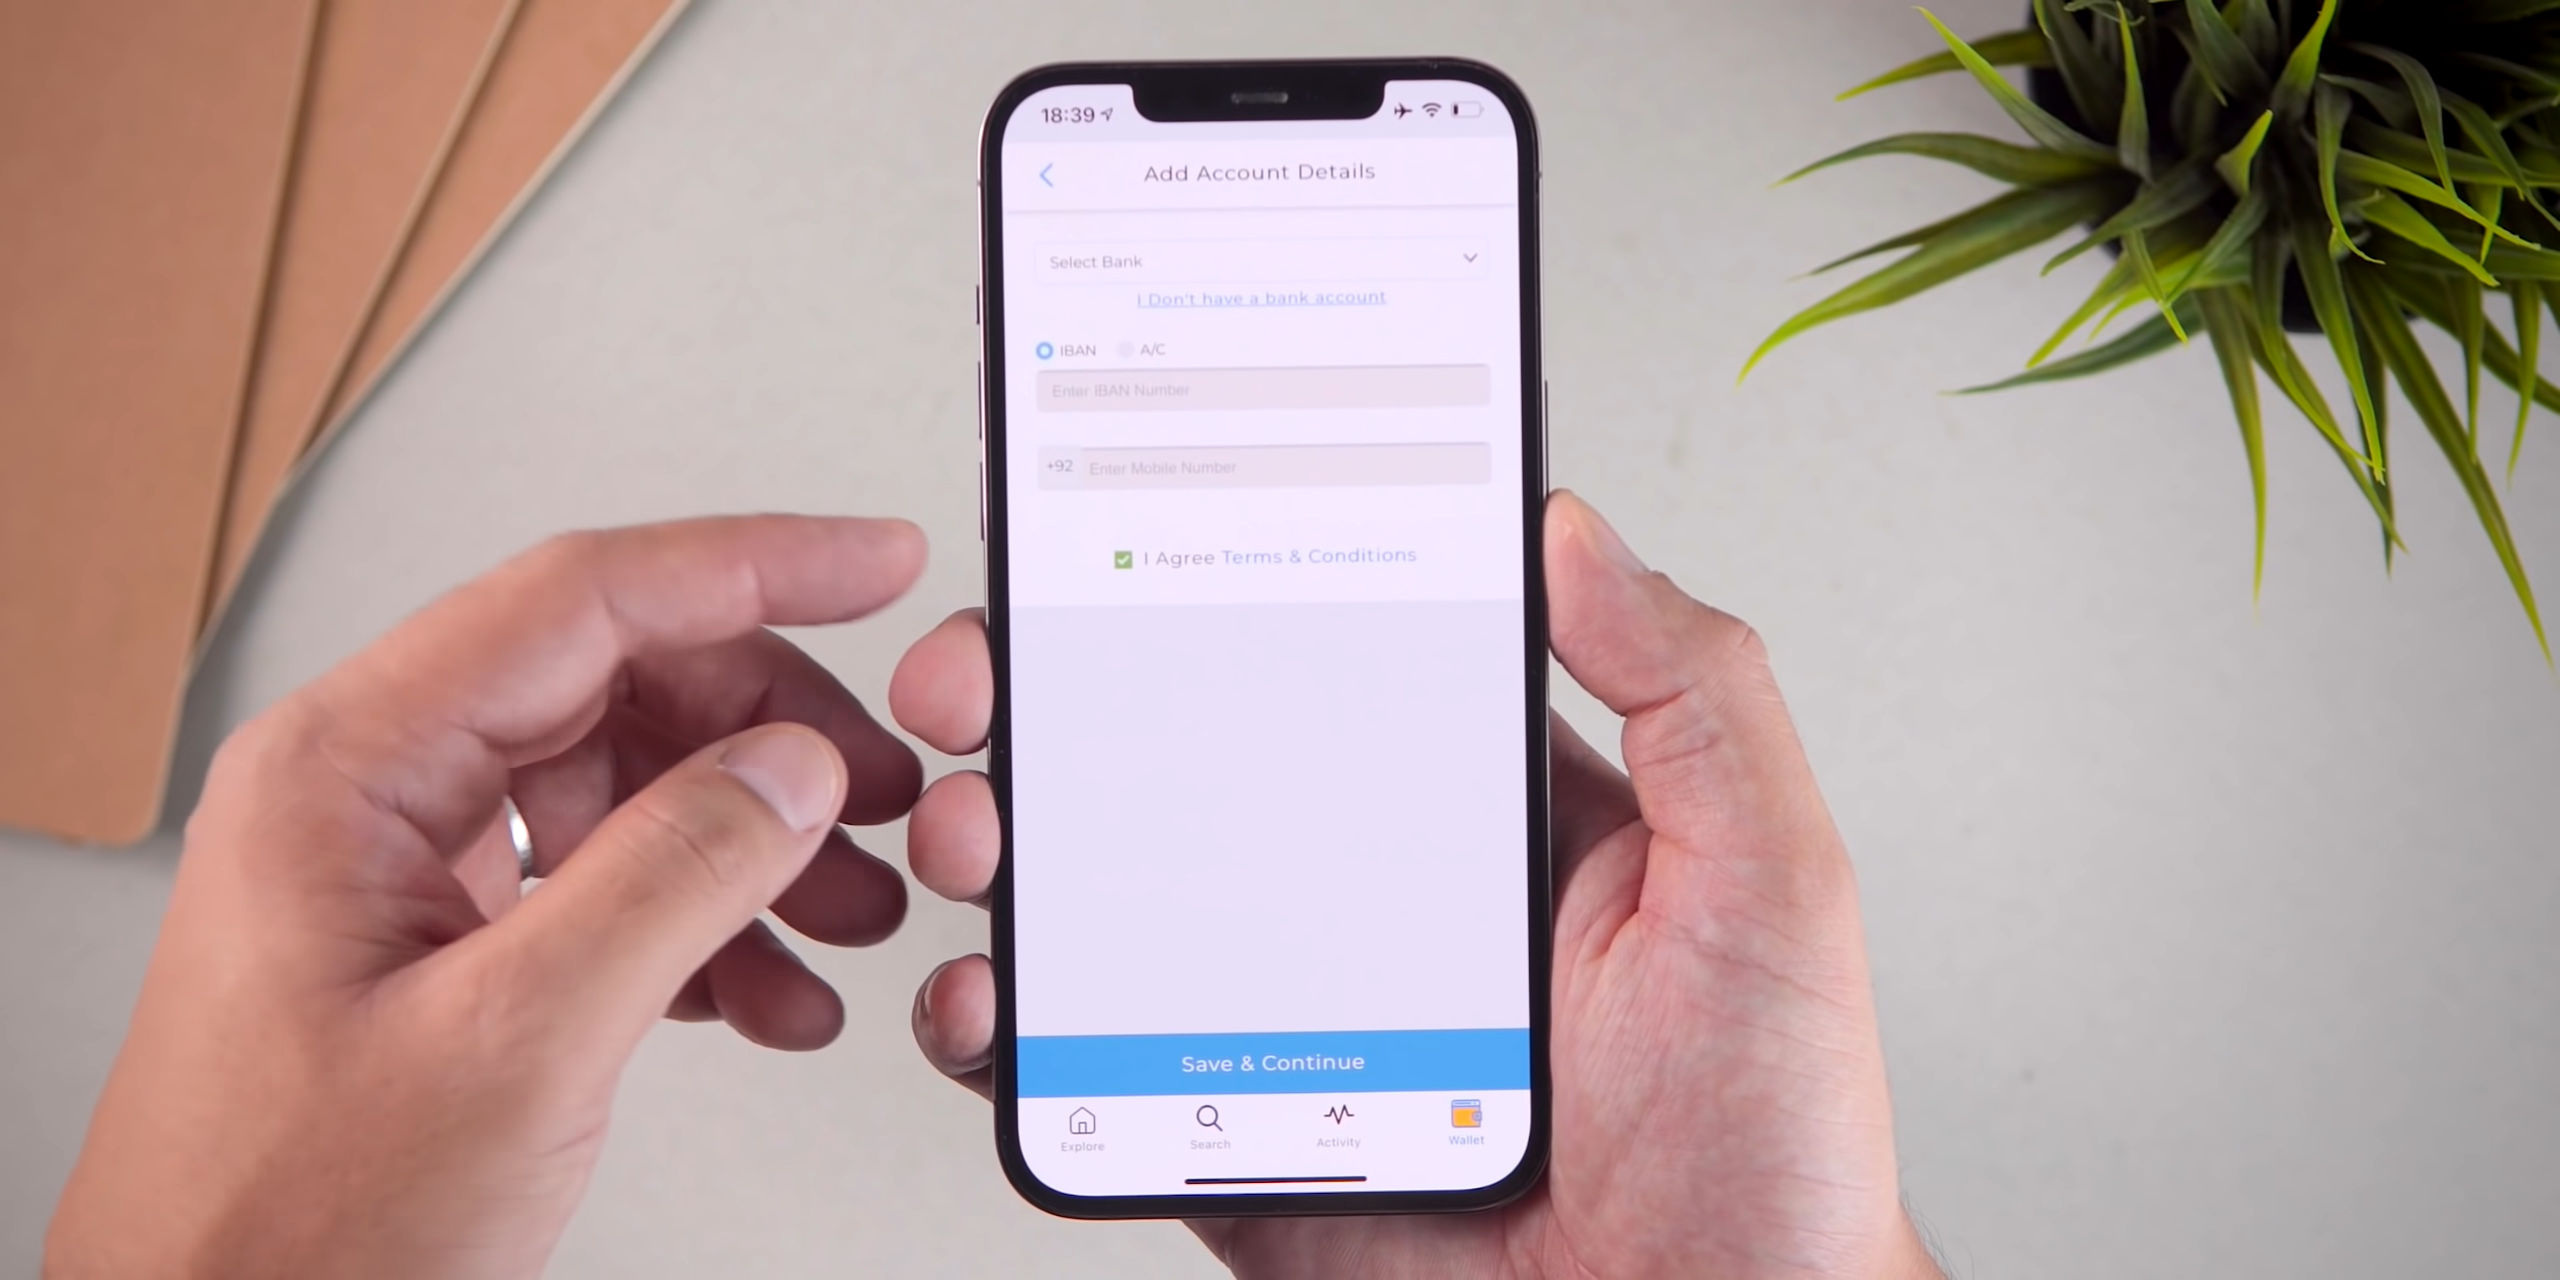 18:39
Add Account Details
Select Bank
I Don't have a bank account
IBAN A/C
Enter IBAN Number
+92 Enter Mobile Number
I Agree Terms & Conditions
Save & Continue
Explore Search Activity Wallet